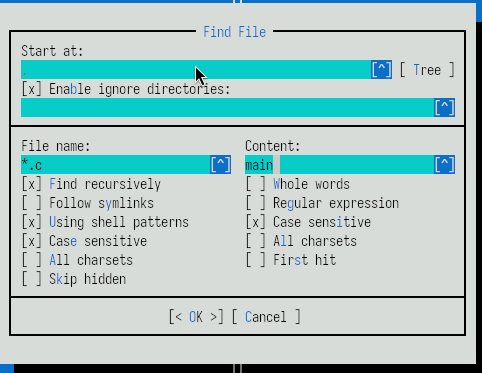 Find File
Start at:
.
[^] [ Tree ]
[x] Enable ignore directories:
[^]
File name: Content:
*.c [^] main [^]
[x] Find recursively [ ] Whole words
[ ] Follow symlinks [ ] Regular expression
[x] Using shell patterns [x] Case sensitive
[x] Case sensitive [ ] All charsets
[ ] All charsets [ ] First hit
[ ] Skip hidden
[< OK >] [ Cancel ]